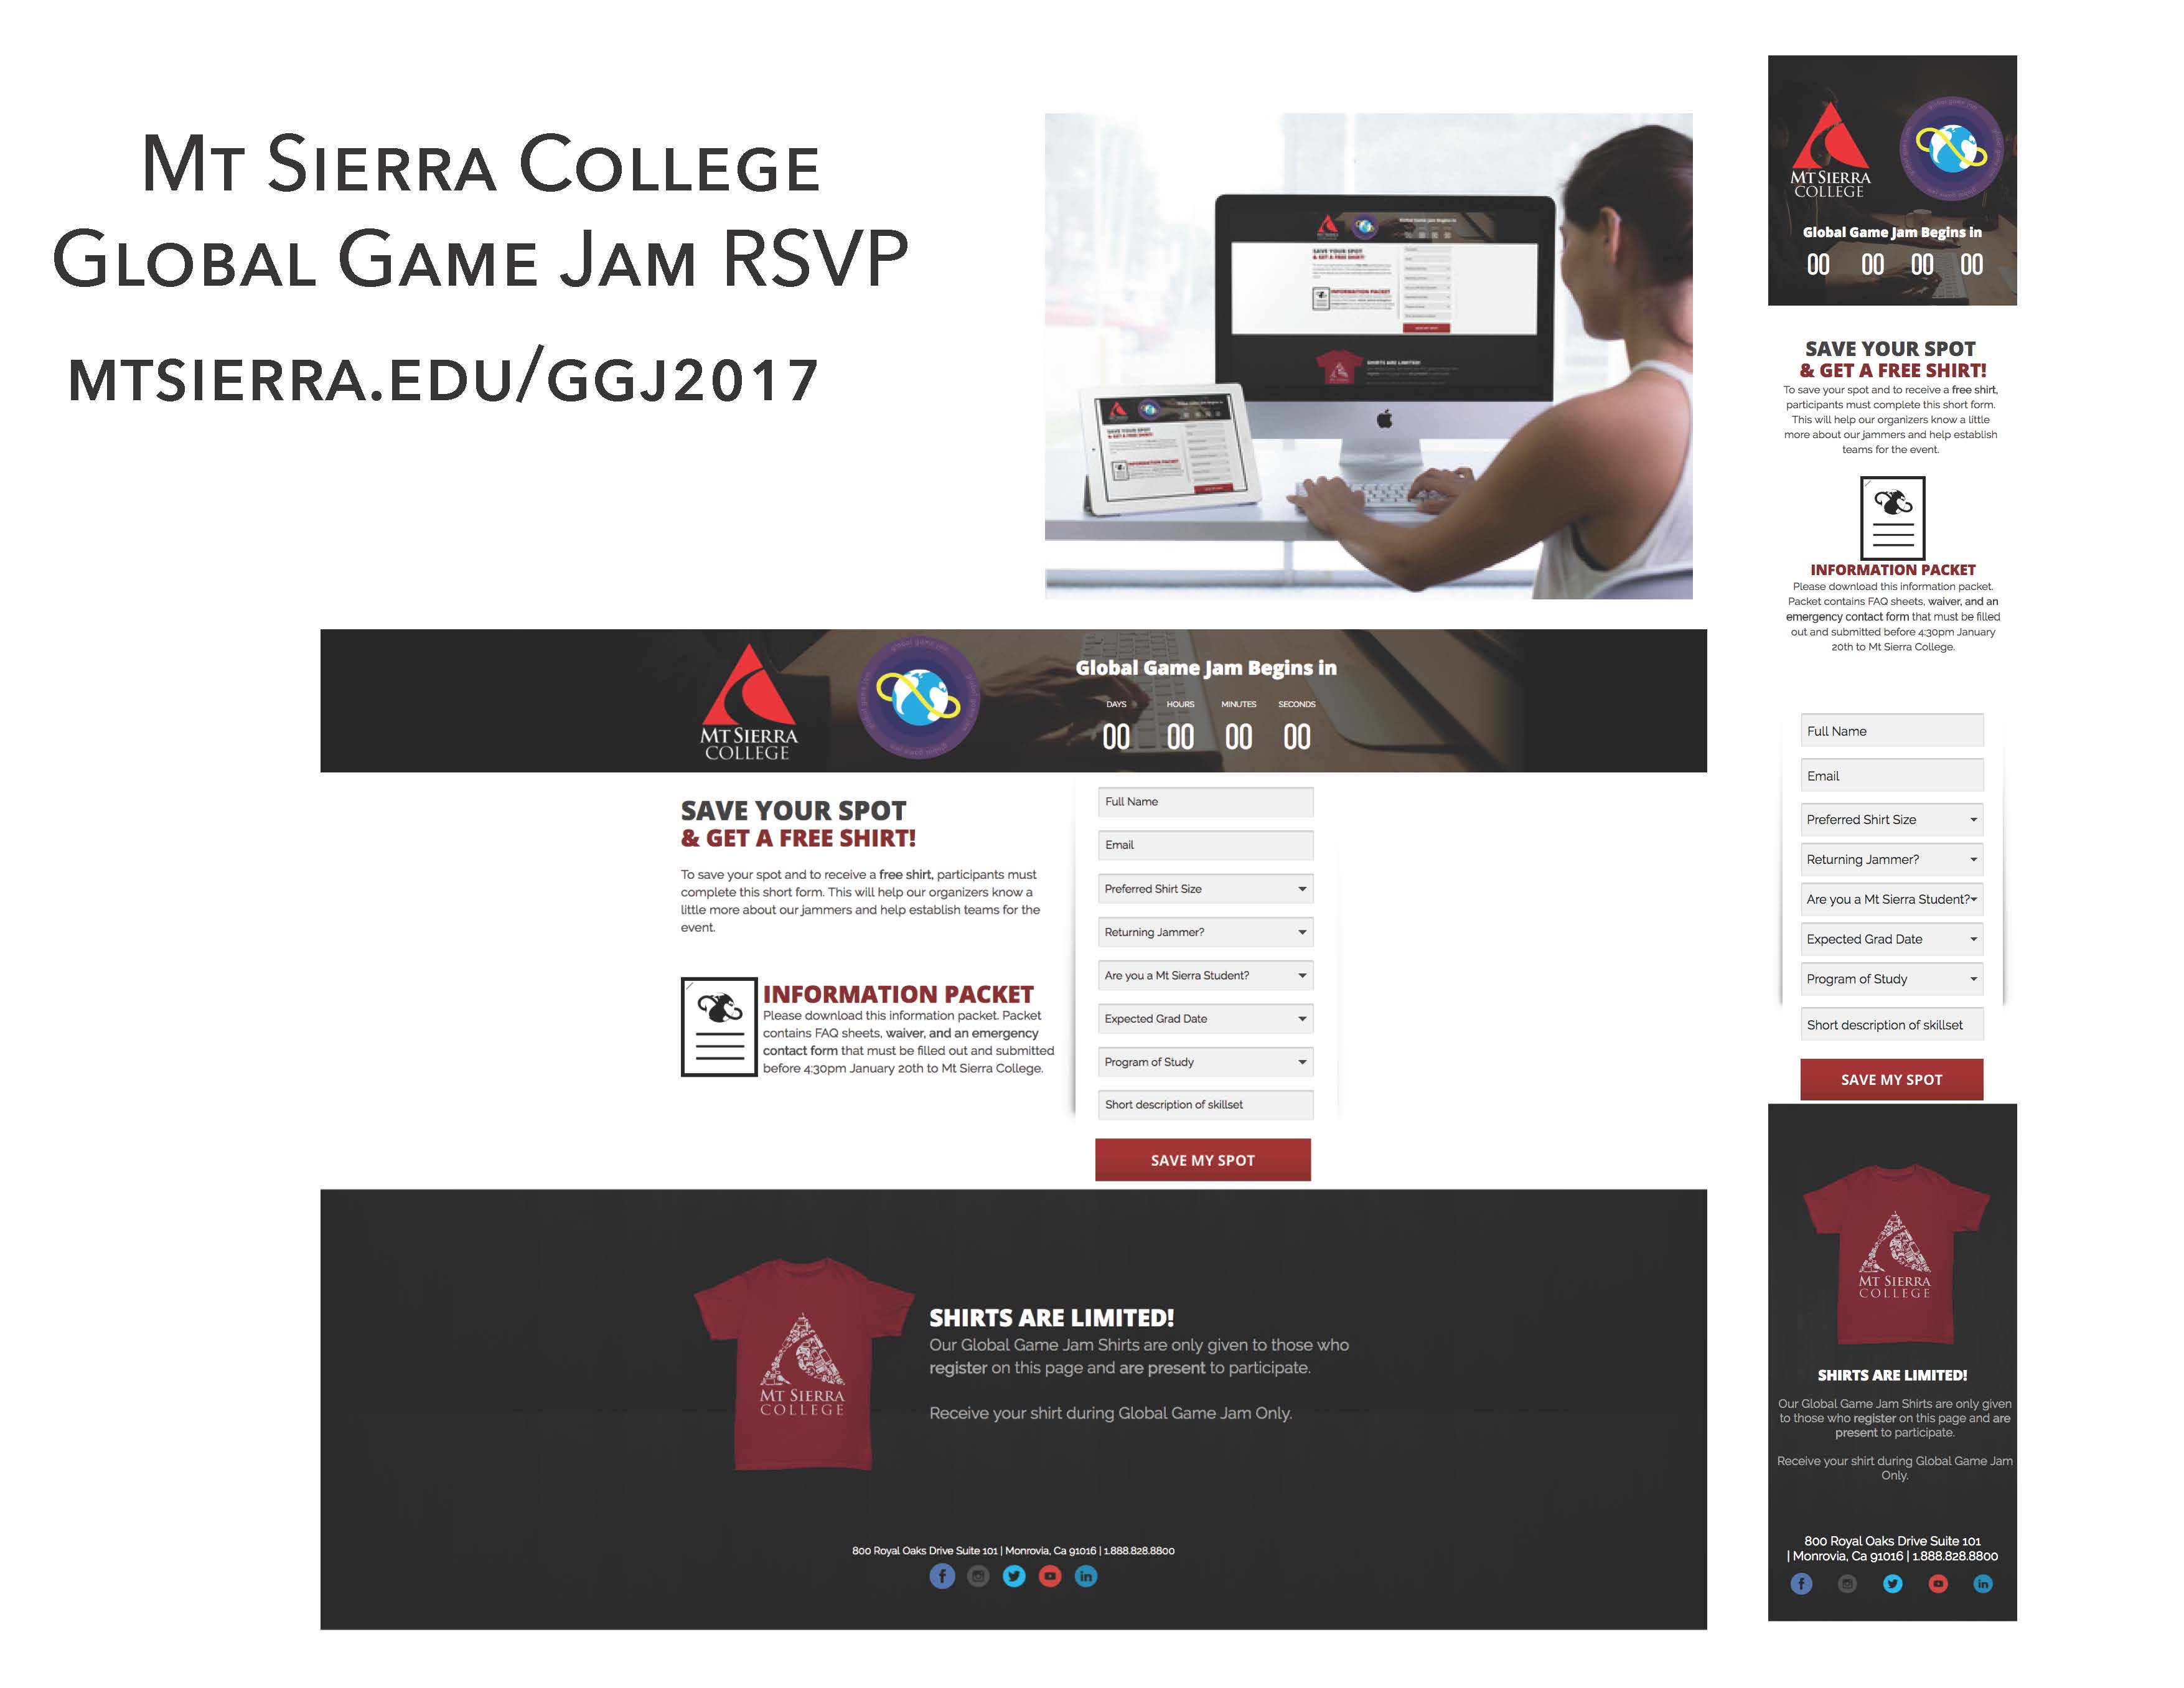 MT SIERRA COLLEGE
GLOBAL GAME JAM RSVP
MTSIERRA.EDU/GGJ2017
MT SIERRA
COLLEGE
Global Game Jam Begins in
DAYS HOURS MINUTES SECONDS
00 00 00 00
SAVE YOUR SPOT
& GET A FREE SHIRT!
To save your spot and to receive a free shirt, participants must
complete this short form. This will help our organizers know a
little more about our jammers and help establish teams for the
event.
INFORMATION PACKET
Please download this information packet. Packet
contains FAQ sheets, waiver, and an emergency
contact form that must be filled out and submitted
before 4:30pm January 20th to Mt Sierra College.
Full Name
Email
Preferred Shirt Size
Returning Jammer?
Are you a Mt Sierra Student?
Expected Grad Date
Program of Study
Short description of skillset
SAVE MY SPOT
MT SIERRA
COLLEGE
SHIRTS ARE LIMITED!
Our Global Game Jam Shirts are only given to those who
register on this page and are present to participate.
Receive your shirt during Global Game Jam Only.
800 Royal Oaks Drive Suite 101 | Monrovia, Ca 91016 | 1.888.828.8800
MT SIERRA
COLLEGE
Global Game Jam Begins in
00 00 00 00
SAVE YOUR SPOT
& GET A FREE SHIRT!
To save your spot and to receive a free shirt,
participants must complete this short form.
This will help our organizers know a little
more about our jammers and help establish
teams for the event.
INFORMATION PACKET
Please download this information packet.
Packet contains FAQ sheets, waiver, and an
emergency contact form that must be filled
out and submitted before 4:30pm January
20th to Mt Sierra College.
Full Name
Email
Preferred Shirt Size
Returning Jammer?
Are you a Mt Sierra Student?
Expected Grad Date
Program of Study
Short description of skillset
SAVE MY SPOT
MT SIERRA
COLLEGE
SHIRTS ARE LIMITED!
Our Global Game Jam Shirts are only given
to those who register on this page and are
present to participate.
Receive your shirt during Global Game Jam
Only.
800 Royal Oaks Drive Suite 101
| Monrovia, Ca 91016 | 1.888.828.8800